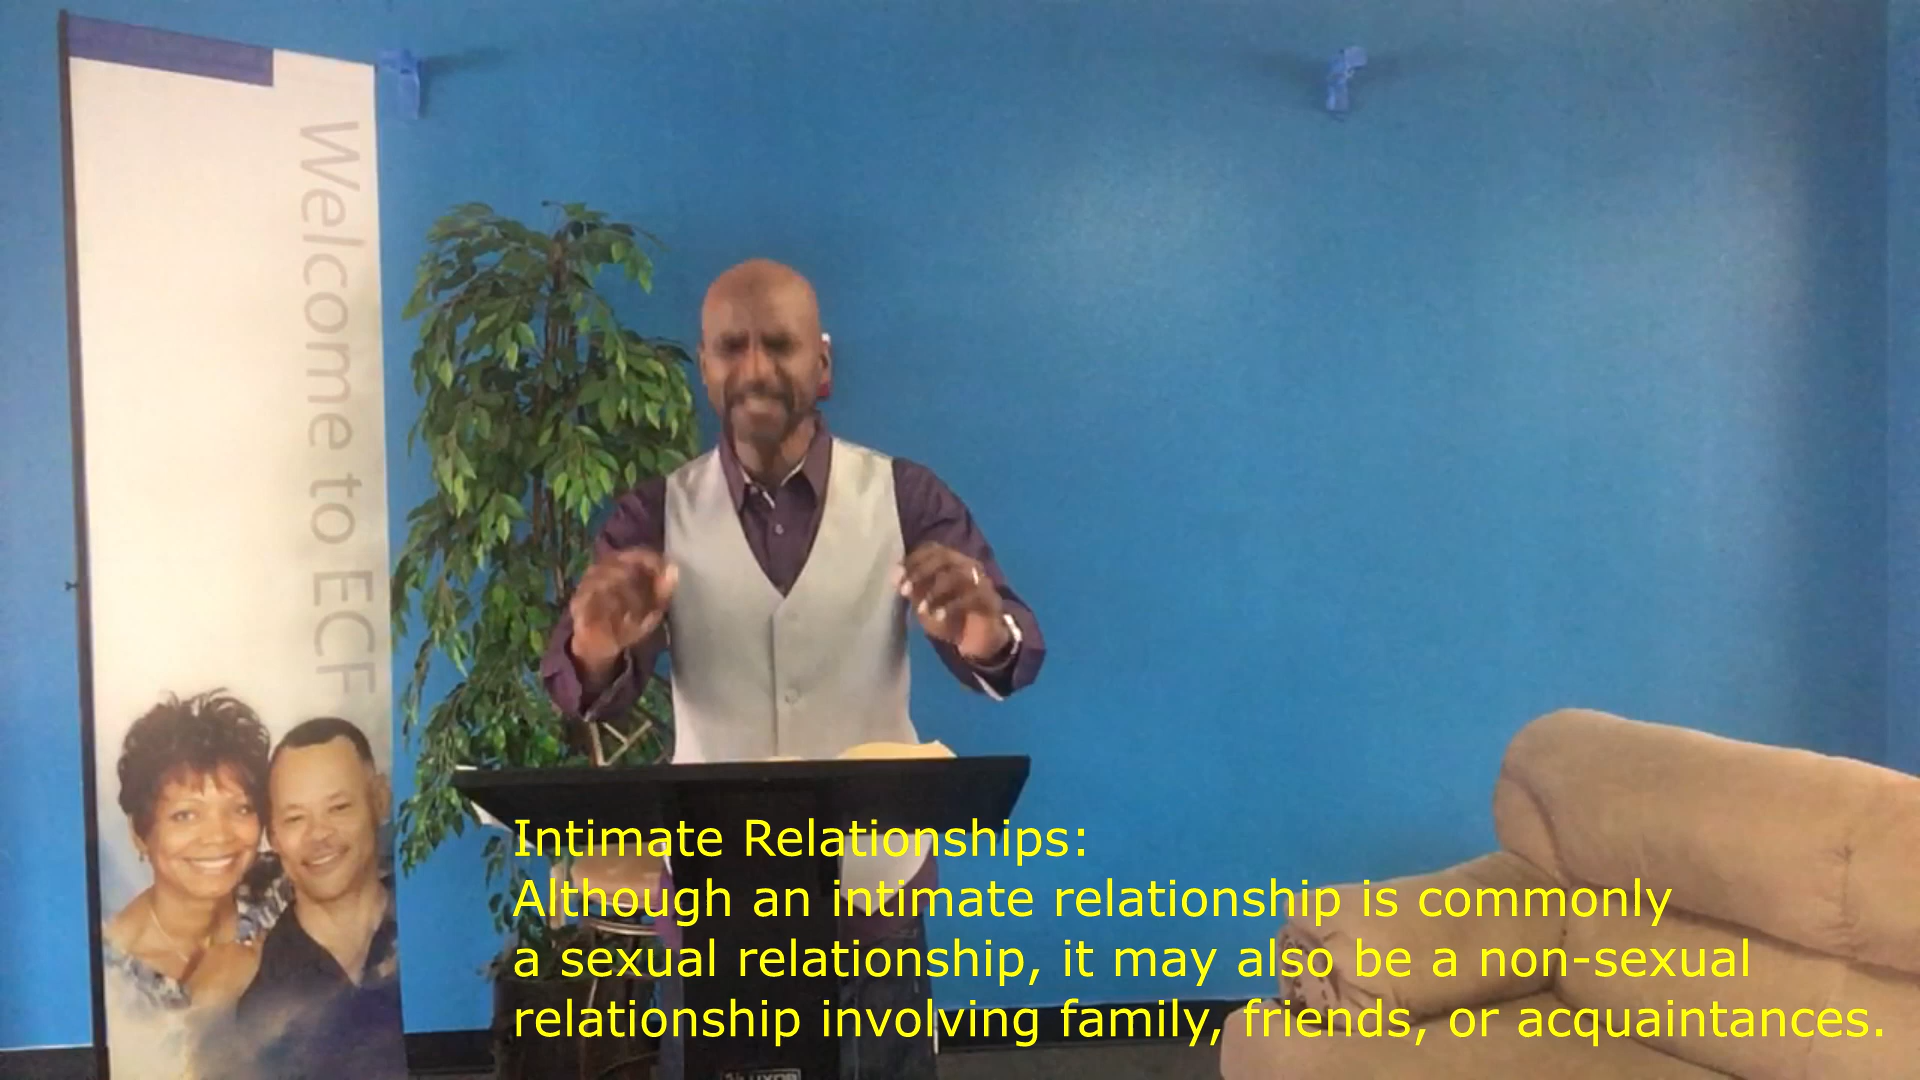 Welcome to ECF
Intimate Relationships:
Although an intimate relationship is commonly
a sexual relationship, it may also be a non-sexual
relationship involving family, friends, or acquaintances.